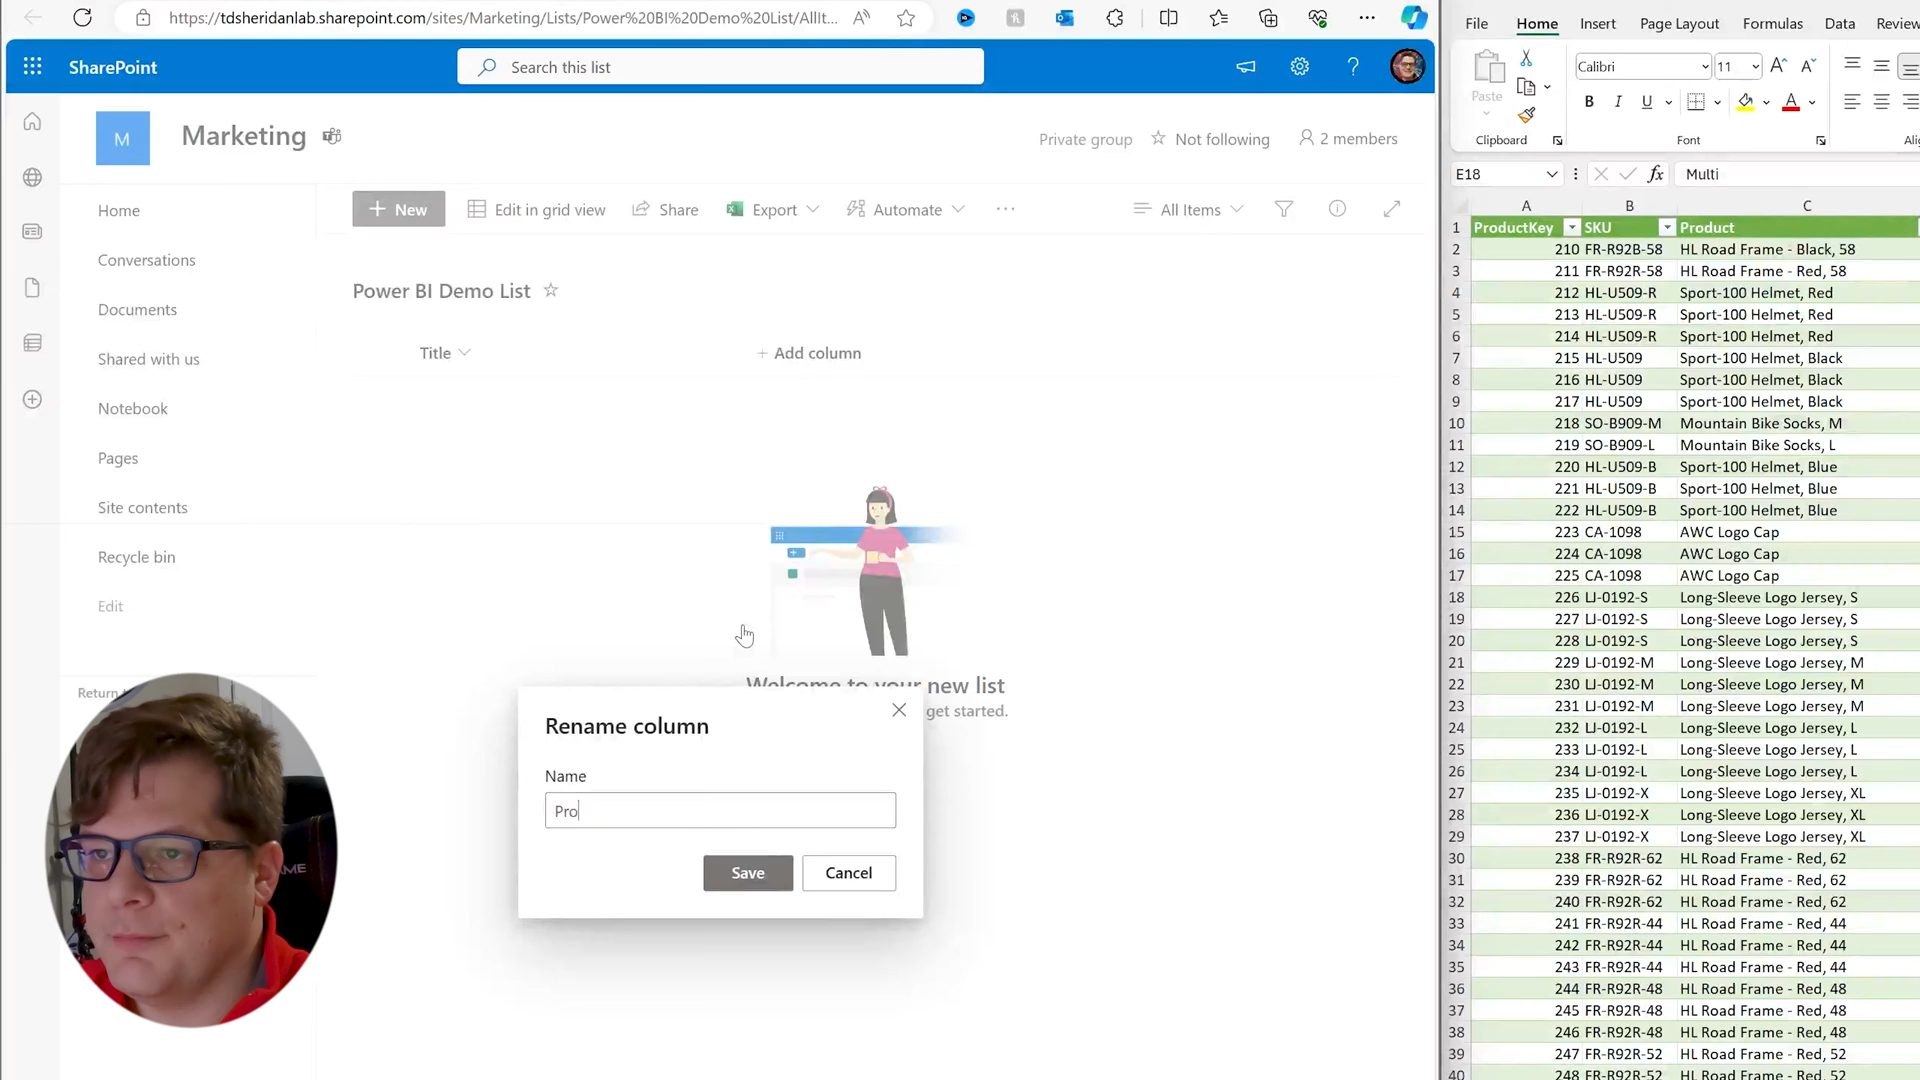 https://tdsheridanlab.sharepoint.com/sites/Marketing/Lists/Power%20BI%20Demo%20List/AllIt...
SharePoint
Search this list
M
Marketing
Private group
Not following
2 members
Home
Conversations
Documents
Shared with us
Notebook
Pages
Site contents
Recycle bin
Edit
Return
New
Edit in grid view
Share
Export
Automate
All Items
Power BI Demo List
Title
Add column
Welcome to your new list
get started.
Rename column
Name
Pro
Save
Cancel
File Home Insert Page Layout Formulas Data Review
Paste
Calibri 11
B I U
Clipboard Font
E18 fx Multi
A B C
1 ProductKey SKU Product
2 210 FR-R92B-58 HL Road Frame - Black, 58
3 211 FR-R92R-58 HL Road Frame - Red, 58
4 212 HL-U509-R Sport-100 Helmet, Red
5 213 HL-U509-R Sport-100 Helmet, Red
6 214 HL-U509-R Sport-100 Helmet, Red
7 215 HL-U509 Sport-100 Helmet, Black
8 216 HL-U509 Sport-100 Helmet, Black
9 217 HL-U509 Sport-100 Helmet, Black
10 218 SO-B909-M Mountain Bike Socks, M
11 219 SO-B909-L Mountain Bike Socks, L
12 220 HL-U509-B Sport-100 Helmet, Blue
13 221 HL-U509-B Sport-100 Helmet, Blue
14 222 HL-U509-B Sport-100 Helmet, Blue
15 223 CA-1098 AWC Logo Cap
16 224 CA-1098 AWC Logo Cap
17 225 CA-1098 AWC Logo Cap
18 226 LJ-0192-S Long-Sleeve Logo Jersey, S
19 227 LJ-0192-S Long-Sleeve Logo Jersey, S
20 228 LJ-0192-S Long-Sleeve Logo Jersey, S
21 229 LJ-0192-M Long-Sleeve Logo Jersey, M
22 230 LJ-0192-M Long-Sleeve Logo Jersey, M
23 231 LJ-0192-M Long-Sleeve Logo Jersey, M
24 232 LJ-0192-L Long-Sleeve Logo Jersey, L
25 233 LJ-0192-L Long-Sleeve Logo Jersey, L
26 234 LJ-0192-L Long-Sleeve Logo Jersey, L
27 235 LJ-0192-X Long-Sleeve Logo Jersey, XL
28 236 LJ-0192-X Long-Sleeve Logo Jersey, XL
29 237 LJ-0192-X Long-Sleeve Logo Jersey, XL
30 238 FR-R92R-62 HL Road Frame - Red, 62
31 239 FR-R92R-62 HL Road Frame - Red, 62
32 240 FR-R92R-62 HL Road Frame - Red, 62
33 241 FR-R92R-44 HL Road Frame - Red, 44
34 242 FR-R92R-44 HL Road Frame - Red, 44
35 243 FR-R92R-44 HL Road Frame - Red, 44
36 244 FR-R92R-48 HL Road Frame - Red, 48
37 245 FR-R92R-48 HL Road Frame - Red, 48
38 246 FR-R92R-48 HL Road Frame - Red, 48
39 247 FR-R92R-52 HL Road Frame - Red, 52
40 248 FR-R92R-52 HL Road Frame - Red, 52